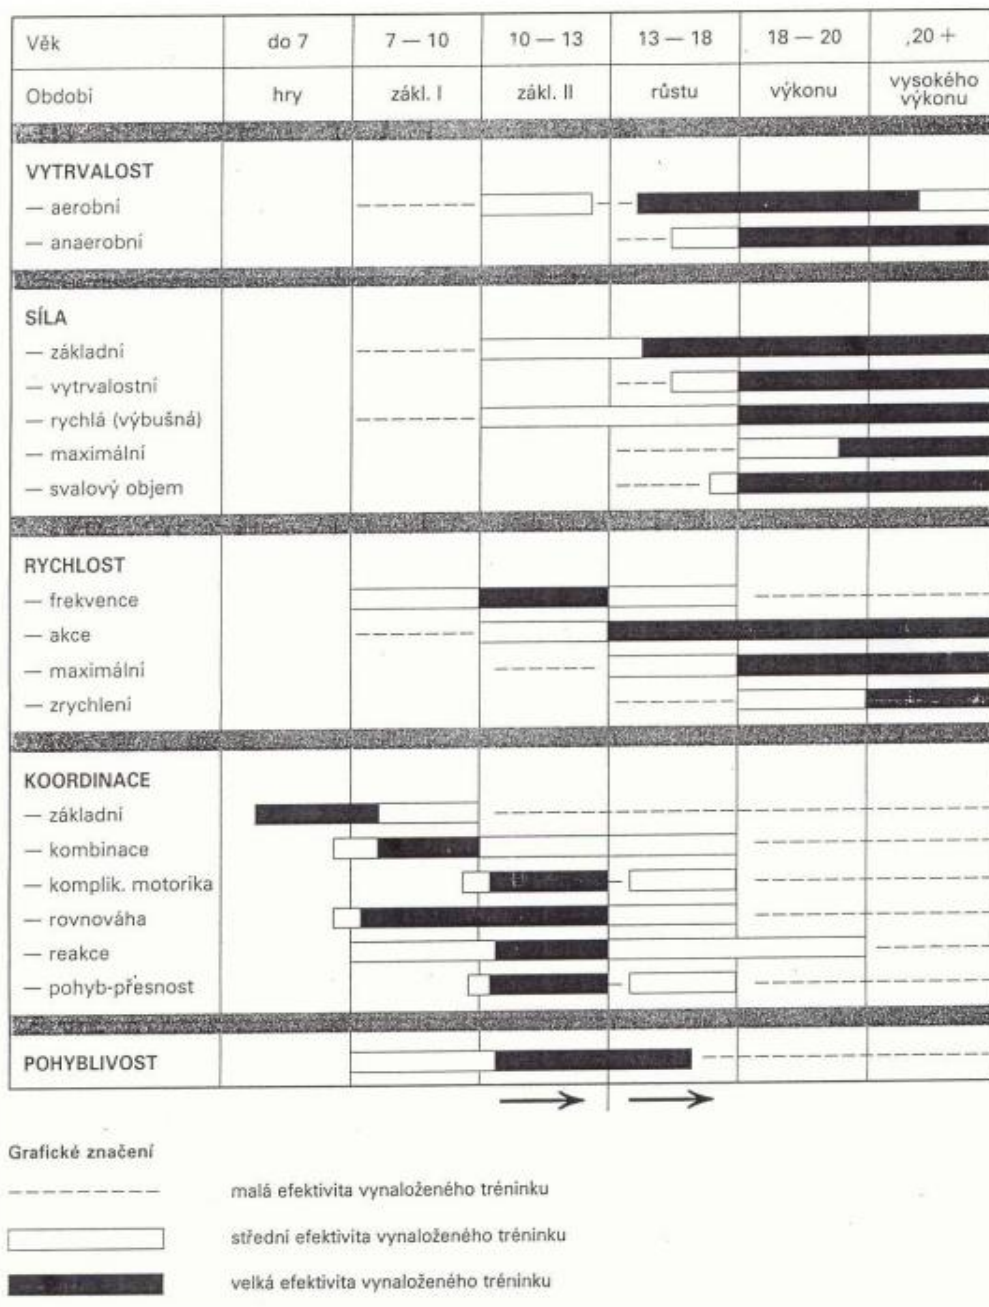 Věk do 7 7 — 10 10 — 13 13 — 18 18 — 20 ,20 +
Období hry zákl. I zákl. II růstu výkonu vysokého výkonu
VYTRVALOST
— aerobní
— anaerobní
SÍLA
— základní
— vytrvalostní
— rychlá (výbušná)
— maximální
— svalový objem
RYCHLOST
— frekvence
— akce
— maximální
— zrychlení
KOORDINACE
— základní
— kombinace
— komplik. motorika
— rovnováha
— reakce
— pohyb-přesnost
POHYBLIVOST
Grafické značení
malá efektivita vynaloženého tréninku
střední efektivita vynaloženého tréninku
velká efektivita vynaloženého tréninku